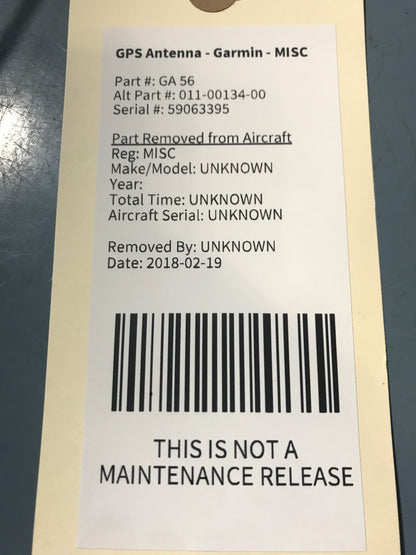 GPS Antenna - Garmin - MISC
Part #: GA 56
Alt Part #: 011-00134-00
Serial #: 59063395
Part Removed from Aircraft
Reg: MISC
Make/Model: UNKNOWN
Year:
Total Time: UNKNOWN
Aircraft Serial: UNKNOWN
Removed By: UNKNOWN
Date: 2018-02-19
THIS IS NOT A
MAINTENANCE RELEASE